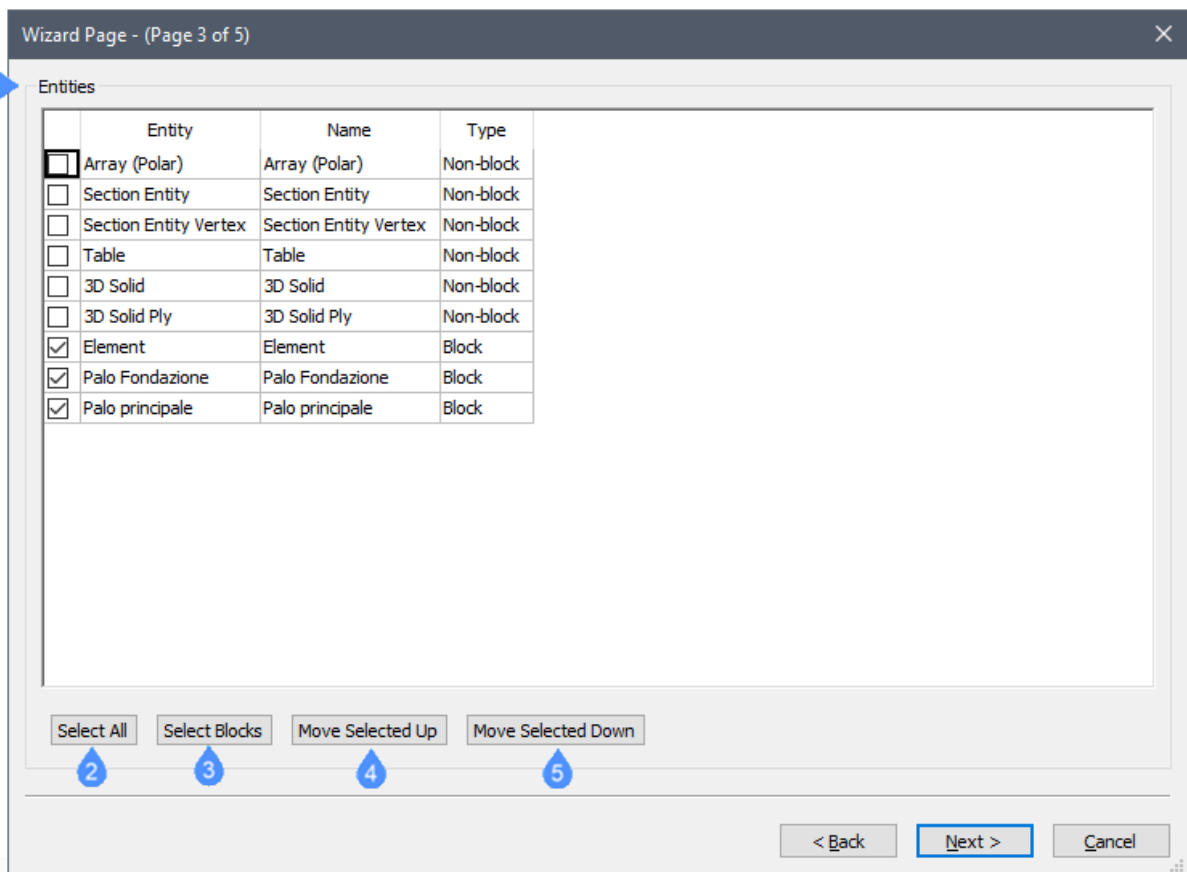 Wizard Page - (Page 3 of 5)
Entities
Entity Name Type
Array (Polar) Array (Polar) Non-block
Section Entity Section Entity Non-block
Section Entity Vertex Section Entity Vertex Non-block
Table Table Non-block
3D Solid 3D Solid Non-block
3D Solid Ply 3D Solid Ply Non-block
Element Element Block
Palo Fondazione Palo Fondazione Block
Palo principale Palo principale Block
Select All Select Blocks Move Selected Up Move Selected Down
2 3 4 5
< Back Next > Cancel